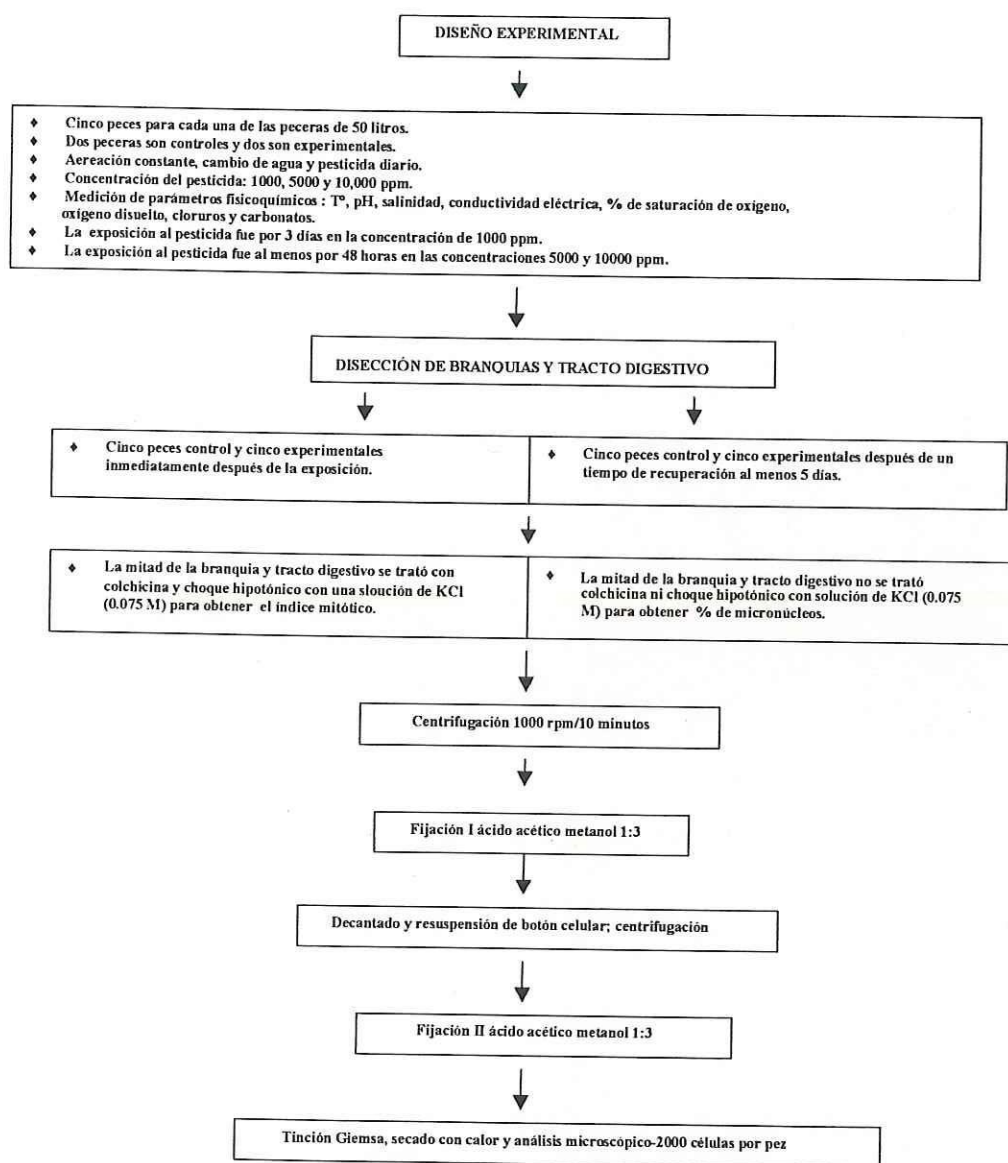 DISEÑO EXPERIMENTAL
♦ Cinco peces para cada una de las peceras de 50 litros.
♦ Dos peceras son controles y dos son experimentales.
♦ Aereación constante, cambio de agua y pesticida diario.
♦ Concentración del pesticida: 1000, 5000 y 10,000 ppm.
♦ Medición de parámetros fisicoquímicos : Tº, pH, salinidad, conductividad eléctrica, % de saturación de oxígeno,
oxígeno disuelto, cloruros y carbonatos.
♦ La exposición al pesticida fue por 3 días en la concentración de 1000 ppm.
♦ La exposición al pesticida fue al menos por 48 horas en las concentraciones 5000 y 10000 ppm.
DISECCIÓN DE BRANQUIAS Y TRACTO DIGESTIVO
♦ Cinco peces control y cinco experimentales
inmediatamente después de la exposición.
♦ Cinco peces control y cinco experimentales después de un
tiempo de recuperación al menos 5 días.
♦ La mitad de la branquia y tracto digestivo se trató con
colchicina y choque hipotónico con una sloución de KCl
(0.075 M) para obtener el índice mitótico.
♦ La mitad de la branquia y tracto digestivo no se trató
colchicina ni choque hipotónico con solución de KCl (0.075
M) para obtener % de micronúcleos.
Centrifugación 1000 rpm/10 minutos
Fijación I ácido acético metanol 1:3
Decantado y resuspensión de botón celular; centrifugación
Fijación II ácido acético metanol 1:3
Tinción Giemsa, secado con calor y análisis microscópico-2000 células por pez